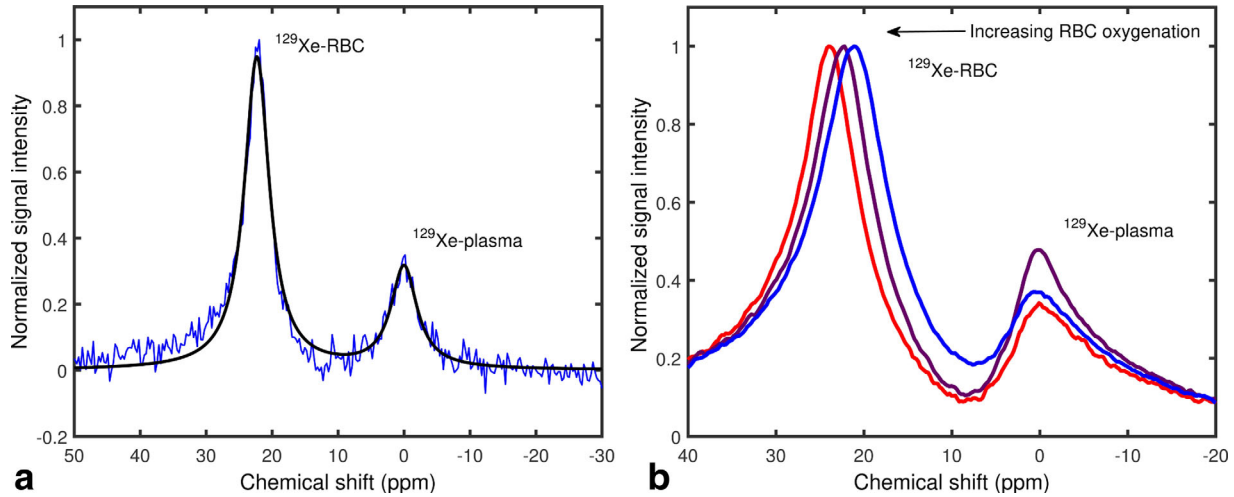 1
0.8
0.6
0.4
0.2
0
-0.2
Normalized signal intensity
¹²⁹Xe-RBC
¹²⁹Xe-plasma
50 40 30 20 10 0 -10 -20 -30
Chemical shift (ppm)
a
1
0.8
0.6
0.4
0.2
0
Normalized signal intensity
Increasing RBC oxygenation
¹²⁹Xe-RBC
¹²⁹Xe-plasma
40 30 20 10 0 -10 -20
Chemical shift (ppm)
b